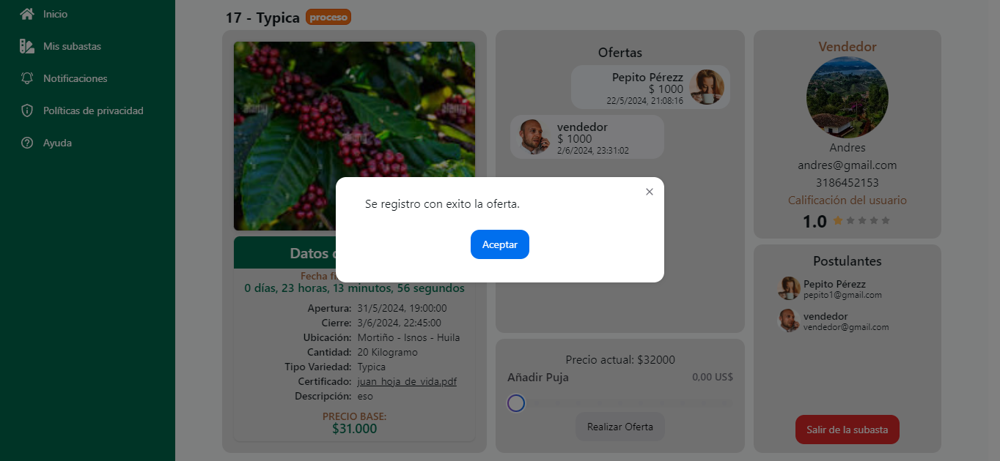 Inicio
Mis subastas
Notificaciones
Políticas de privacidad
Ayuda
17 - Typica proceso
alamy
alamy
alamy
Datos
Fecha
0 días, 23 horas, 13 minutos, 56 segundos
Apertura: 31/5/2024, 19:00:00
Cierre: 3/6/2024, 22:45:00
Ubicación: Mortiño - Isnos - Huila
Cantidad: 20 Kilogramo
Tipo Variedad: Typica
Certificado: juan_hoja_de_vida.pdf
Descripción: eso
PRECIO BASE:
$31.000
Ofertas
Pepito Pérezz
$ 1000
22/5/2024, 21:08:16
vendedor
$ 1000
2/6/2024, 23:31:02
Se registro con exito la oferta.
Aceptar
Precio actual: $32000
Añadir Puja 0,00 US$
Realizar Oferta
Vendedor
Andres
andres@gmail.com
3186452153
Calificación del usuario
1.0
Postulantes
Pepito Pérezz
pepito1@gmail.com
vendedor
vendedor@gmail.com
Salir de la subasta